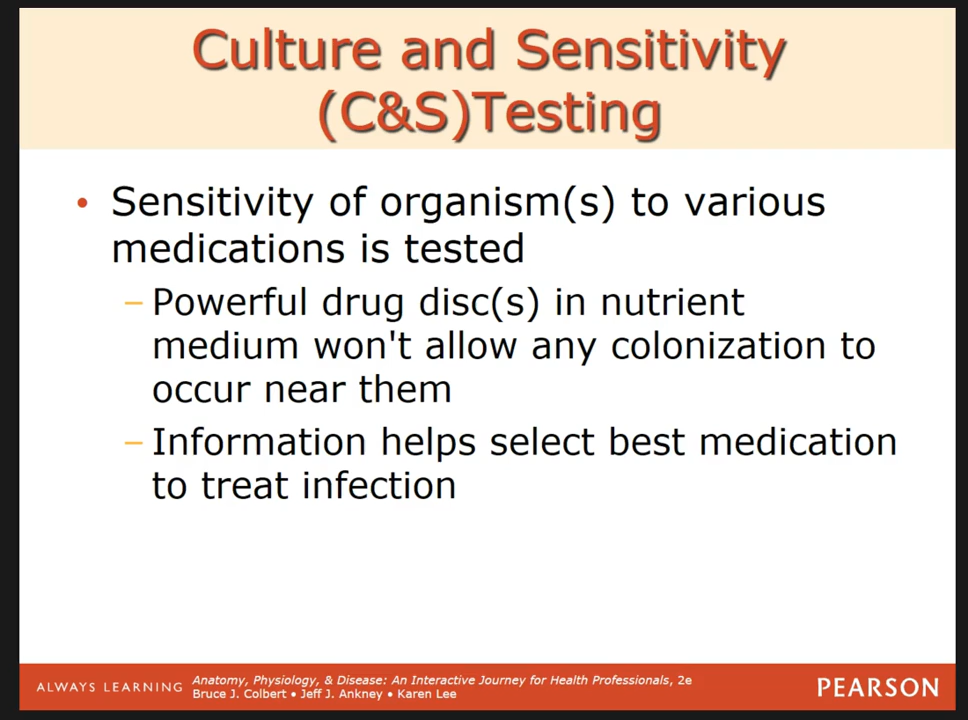 Culture and Sensitivity
(C&S)Testing
• Sensitivity of organism(s) to various
medications is tested
– Powerful drug disc(s) in nutrient
medium won't allow any colonization to
occur near them
– Information helps select best medication
to treat infection
ALWAYS LEARNING
Anatomy, Physiology, & Disease: An Interactive Journey for Health Professionals, 2e
Bruce J. Colbert • Jeff J. Ankney • Karen Lee
PEARSON